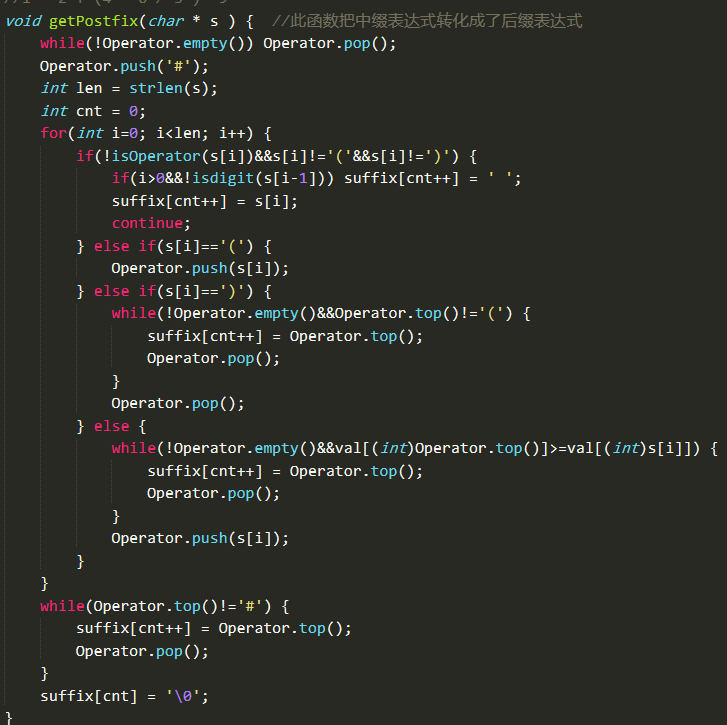 void getPostfix(char * s ) {  //此函数把中缀表达式转化成了后缀表达式
    while(!Operator.empty()) Operator.pop();
    Operator.push('#');
    int len = strlen(s);
    int cnt = 0;
    for(int i=0; i<len; i++) {
        if(!isOperator(s[i])&&s[i]!='('&&s[i]!=')') {
            if(i>0&&!isdigit(s[i-1])) suffix[cnt++] = ' ';
            suffix[cnt++] = s[i];
            continue;
        } else if(s[i]=='(') {
            Operator.push(s[i]);
        } else if(s[i]==')') {
            while(!Operator.empty()&&Operator.top()!='(') {
                suffix[cnt++] = Operator.top();
                Operator.pop();
            }
            Operator.pop();
        } else {
            while(!Operator.empty()&&val[(int)Operator.top()]>=val[(int)s[i]]) {
                suffix[cnt++] = Operator.top();
                Operator.pop();
            }
            Operator.push(s[i]);
        }
    }
    while(Operator.top()!='#') {
        suffix[cnt++] = Operator.top();
        Operator.pop();
    }
    suffix[cnt] = '\0';
}